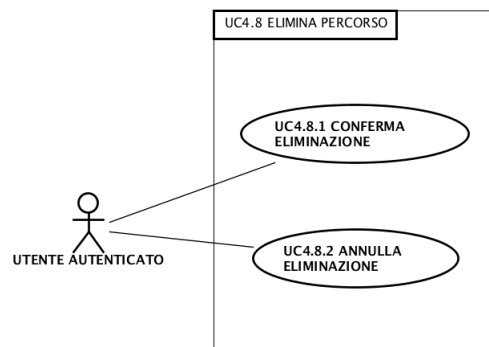 UC4.8 ELIMINA PERCORSO
UC4.8.1 CONFERMA
ELIMINAZIONE
UTENTE AUTENTICATO
UC4.8.2 ANNULLA
ELIMINAZIONE